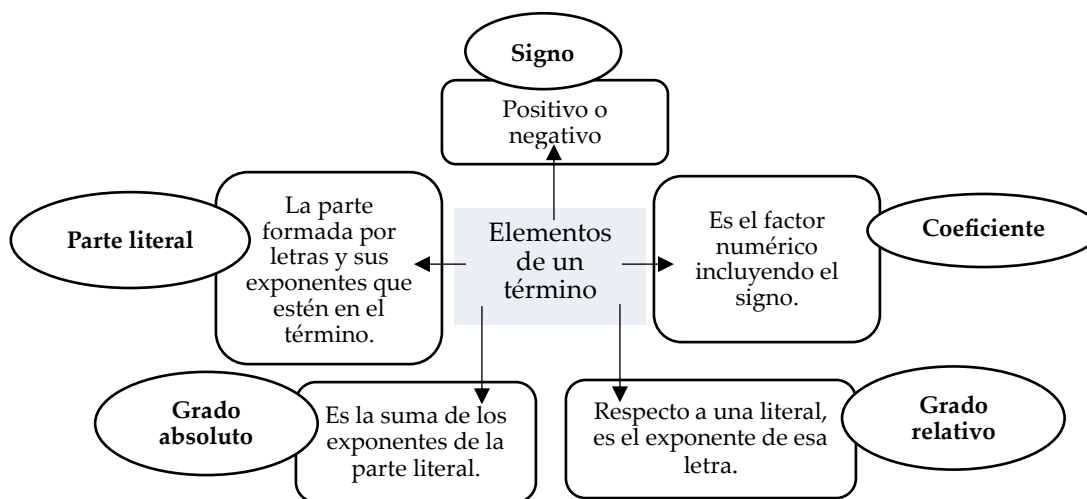 Signo
Positivo o
negativo
Parte literal
La parte
formada por
letras y sus
exponentes que
estén en el
término.
Elementos
de un
término
Es el factor
numérico
incluyendo el
signo.
Coeficiente
Grado
absoluto
Es la suma de los
exponentes de la
parte literal.
Respecto a una literal,
es el exponente de esa
letra.
Grado
relativo